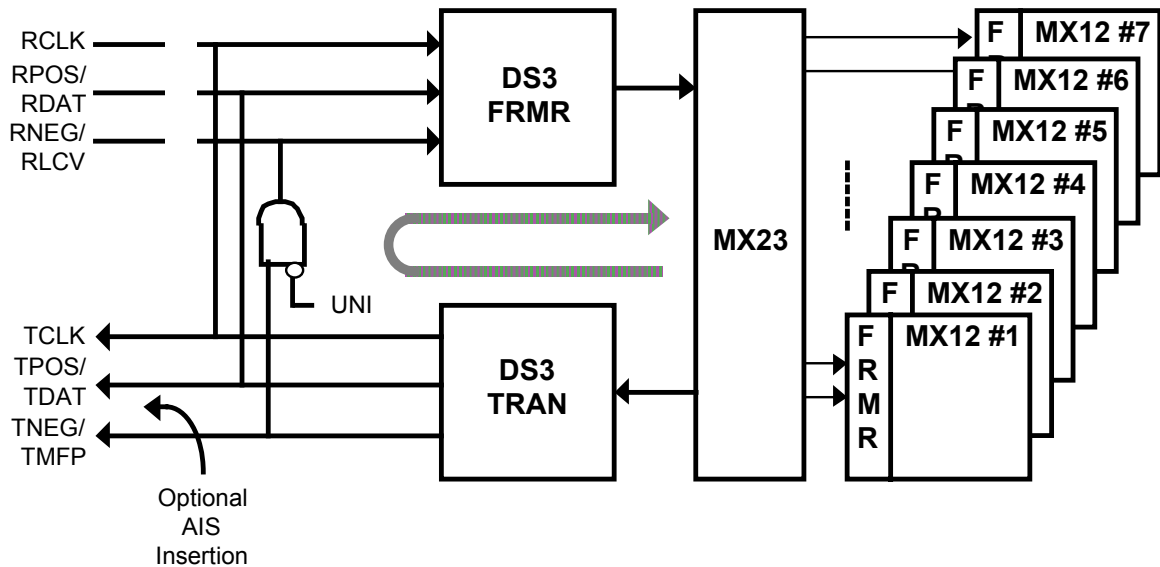 RCLK
RPOS/
RDAT
RNEG/
RLCV
DS3
FRMR
MX23
F
MX12 #7
F
MX12 #6
F
MX12 #5
F
MX12 #4
F
MX12 #3
F
MX12 #2
F
R
M
R
MX12 #1
UNI
TCLK
TPOS/
TDAT
TNEG/
TMFP
DS3
TRAN
Optional
AIS
Insertion